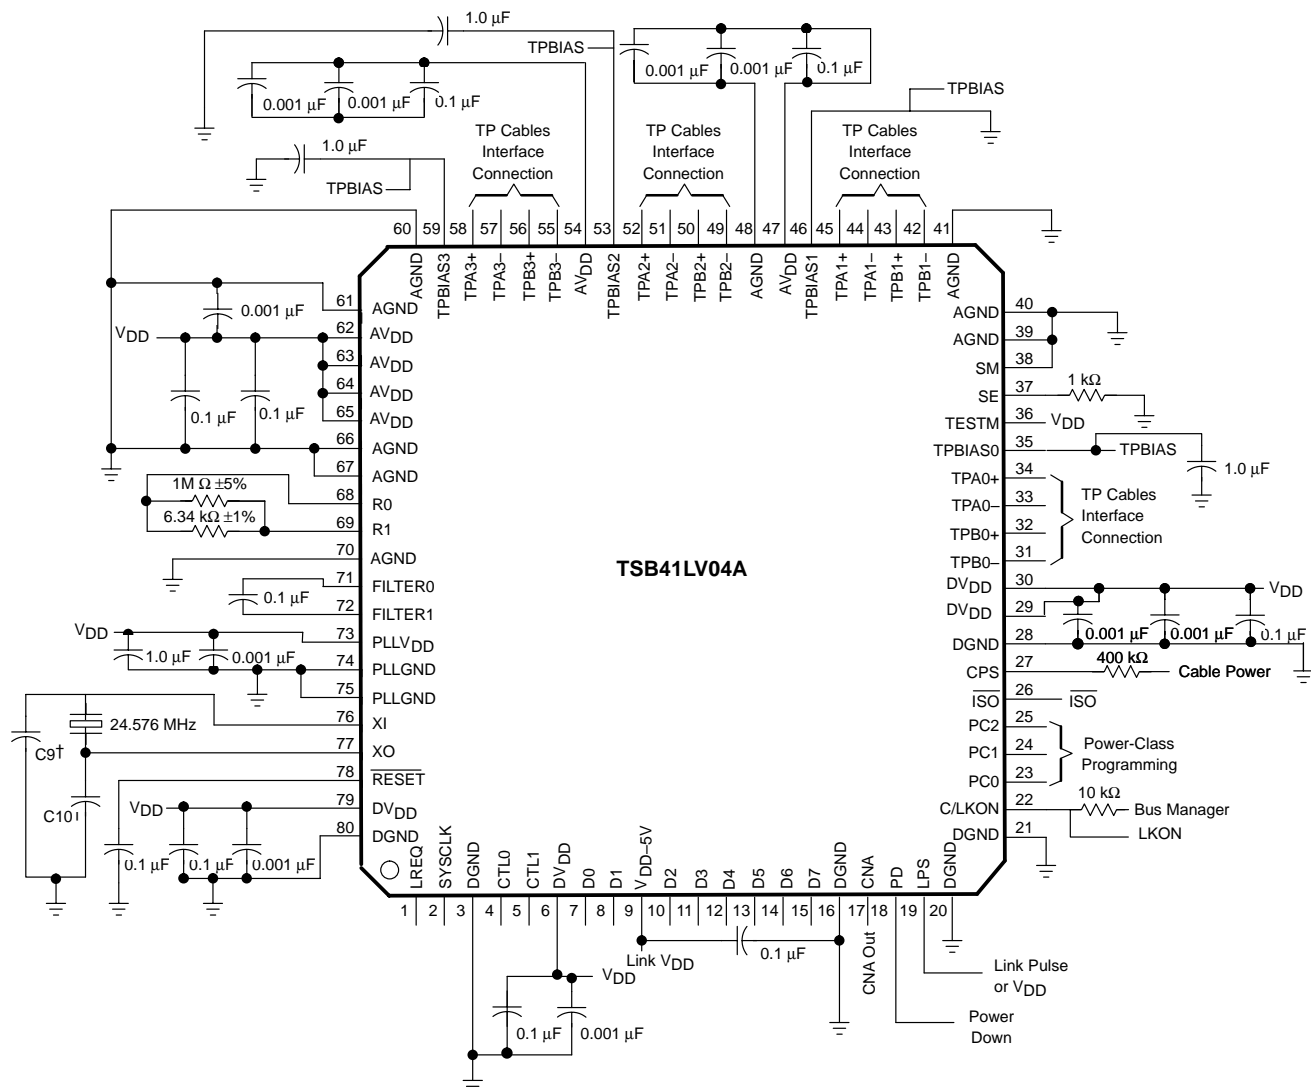 1.0 µF
TPBIAS
0.001 µF 0.001 µF 0.1 µF
0.001 µF 0.001 µF 0.1 µF
TPBIAS
1.0 µF
TPBIAS
TP Cables
Interface
Connection
TP Cables
Interface
Connection
TP Cables
Interface
Connection
60 59 58 57 56 55 54 53 52 51 50 49 48 47 46 45 44 43 42 41
AGND
TPBIAS3
TPA3+
TPA3–
TPB3+
TPB3–
AVDD
TPBIAS2
TPA2+
TPA2–
TPB2+
TPB2–
AGND
AVDD
TPBIAS1
TPA1+
TPA1–
TPB1+
TPB1–
AGND
61 AGND
0.001 µF
VDD
62 AVDD
63 AVDD
64 AVDD
65 AVDD
0.1 µF 0.1 µF
66 AGND
67 AGND
1M Ω ±5%
68 R0
6.34 kΩ ±1%
69 R1
70 AGND
71 FILTER0
0.1 µF
72 FILTER1
VDD
73 PLLVDD
1.0 µF 0.001 µF
74 PLLGND
75 PLLGND
76 XI
24.576 MHz
C9†
77 XO
78 RESET
C10
VDD
79 DVDD
80 DGND
0.1 µF 0.1 µF 0.001 µF
TSB41LV04A
AGND 40
AGND 39
SM 38
SE 37
1 kΩ
TESTM 36 VDD
TPBIAS0 35 TPBIAS
1.0 µF
TPA0+ 34
TPA0– 33
TPB0+ 32
TPB0– 31
TP Cables
Interface
Connection
DVDD 30 VDD
DVDD 29
0.001 µF 0.001 µF 0.1 µF
DGND 28
CPS 27 400 kΩ Cable Power
ISO 26 ISO
PC2 25
PC1 24
PC0 23
Power-Class
Programming
C/LKON 22 10 kΩ Bus Manager
LKON
DGND 21
LREQ
SYSCLK
DGND
CTL0
CTL1
DVDD
D0
D1
VDD–5V
D2
D3
D4
D5
D6
D7
DGND
CNA
PD
LPS
DGND
1 2 3 4 5 6 7 8 9 10 11 12 13 14 15 16 17 18 19 20
Link VDD
0.1 µF
CNA Out
VDD
0.1 µF 0.001 µF
Link Pulse
or VDD
Power
Down